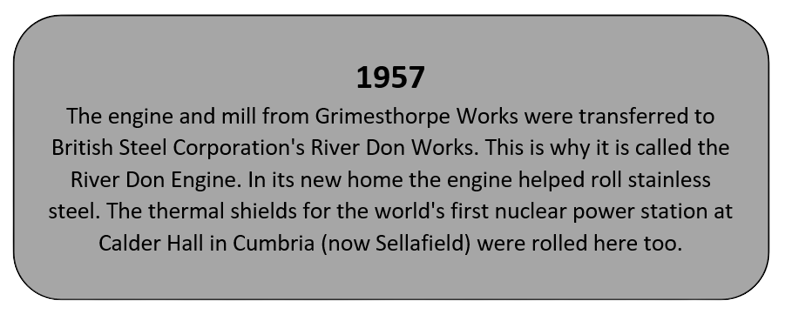 1957
The engine and mill from Grimesthorpe Works were transferred to
British Steel Corporation's River Don Works. This is why it is called the
River Don Engine. In its new home the engine helped roll stainless
steel. The thermal shields for the world's first nuclear power station at
Calder Hall in Cumbria (now Sellafield) were rolled here too.